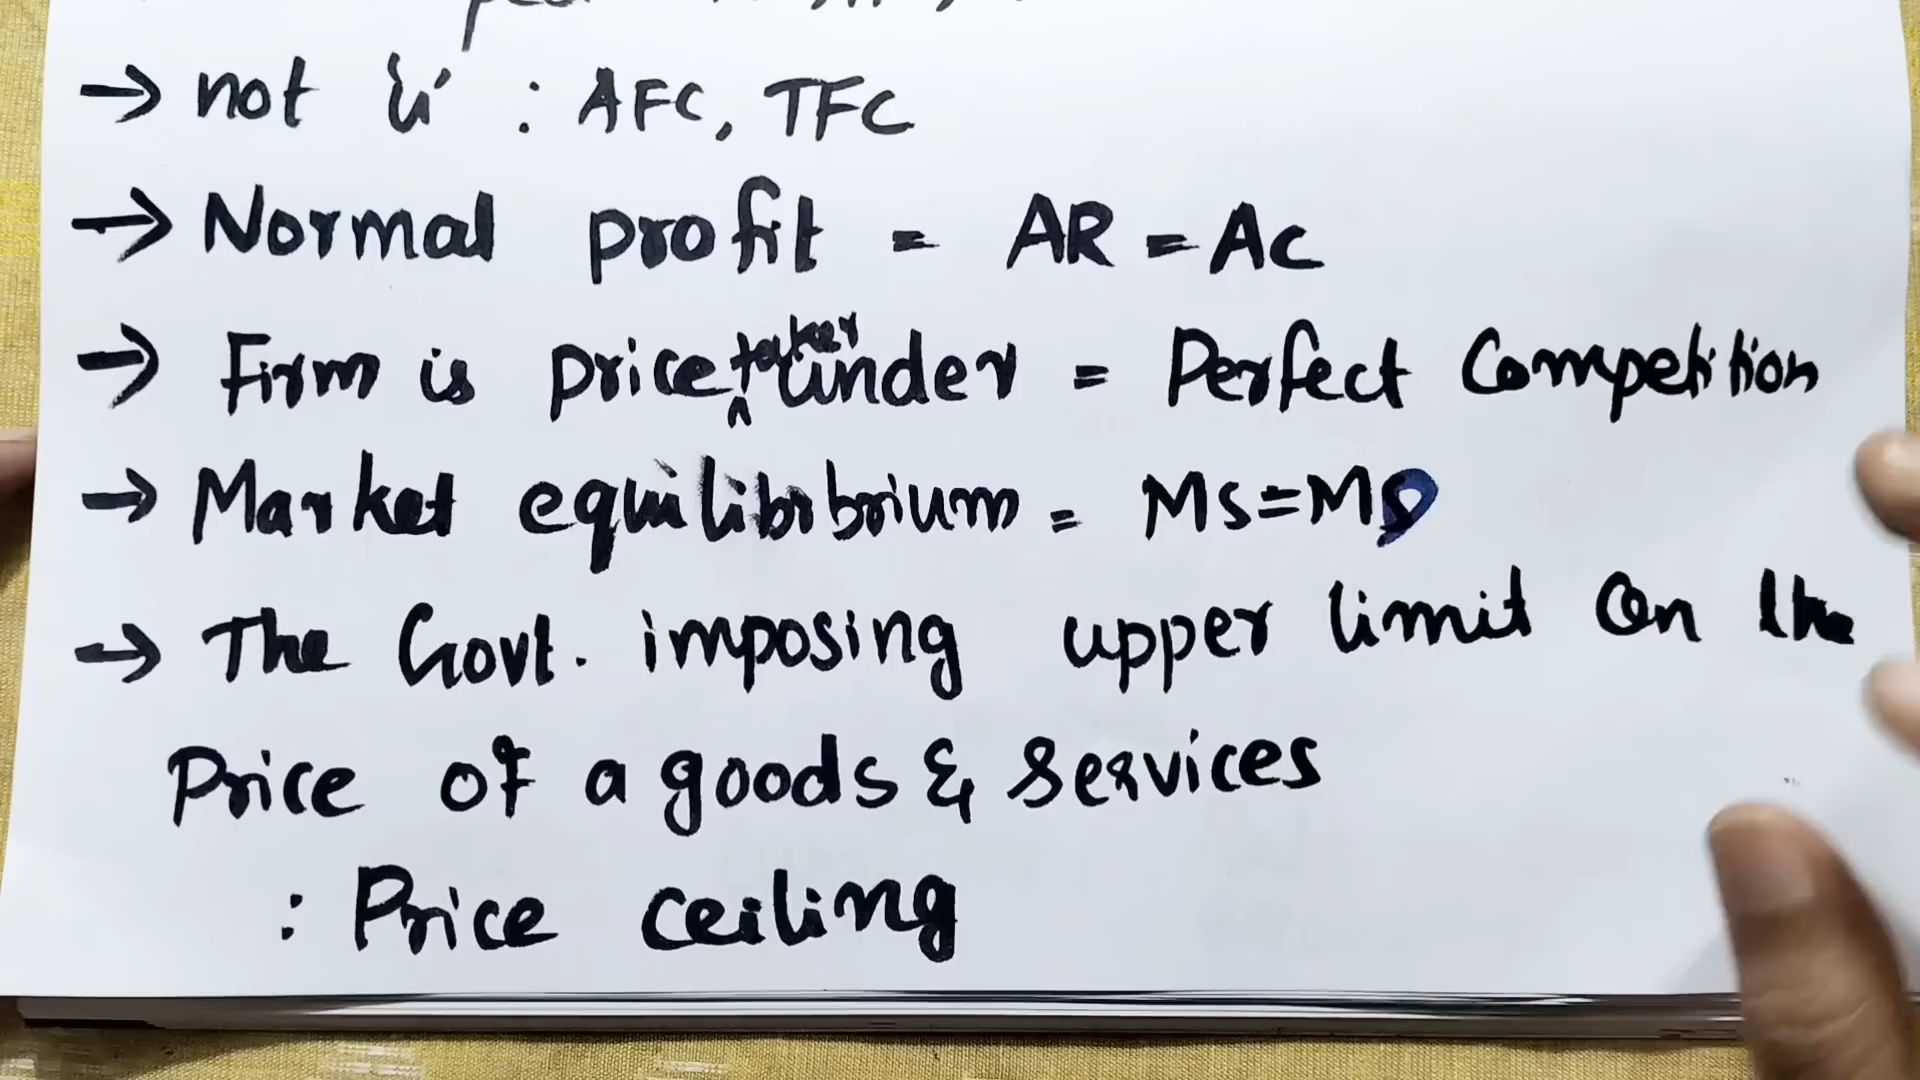 → not 'u' : AFC, TFC
→ Normal profit = AR = AC
→ Firm is price taker under = Perfect Competition
→ Market equilibibrium = MS=MD
→ The Govt. imposing upper limit on the
Price of a goods & services
: Price ceiling